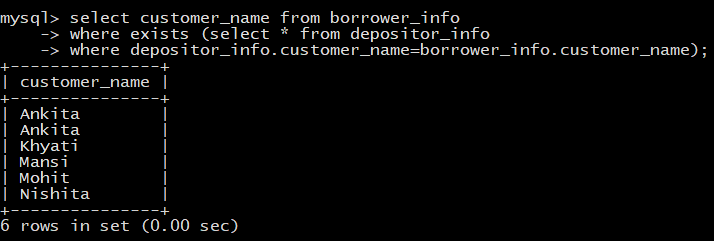 mysql> select customer_name from borrower_info
    -> where exists (select * from depositor_info
    -> where depositor_info.customer_name=borrower_info.customer_name);
+---------------+
| customer_name |
+---------------+
| Ankita        |
| Ankita        |
| Khyati        |
| Mansi         |
| Mohit         |
| Nishita       |
+---------------+
6 rows in set (0.00 sec)